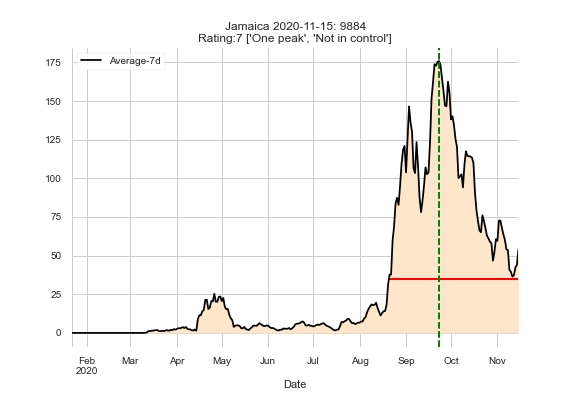 Jamaica 2020-11-15: 9884
Rating:7 ['One peak', 'Not in control']
Average-7d
175
150
125
100
75
50
25
0
Feb Mar Apr May Jun Jul Aug Sep Oct Nov
2020
Date